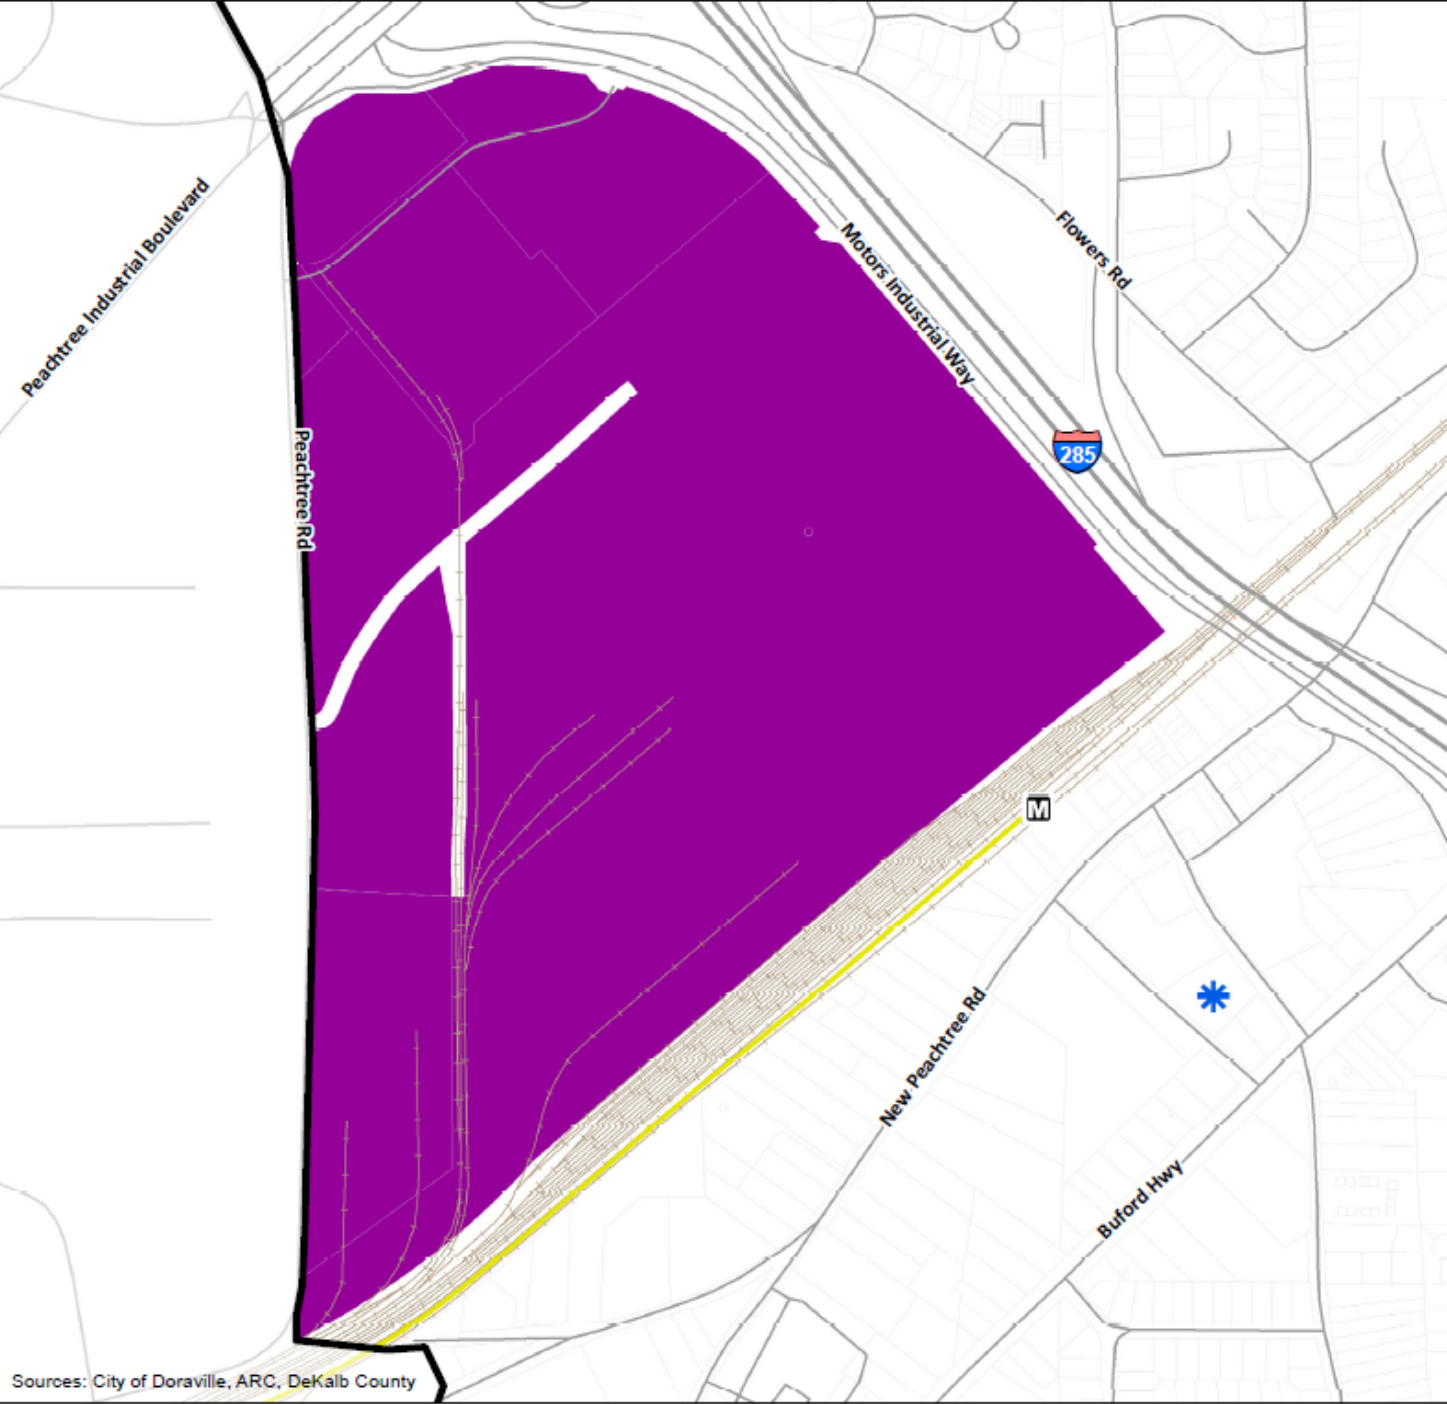 Peachtree Industrial Boulevard
Flowers Rd
Motors Industrial Way
Peachtree Rd
285
M
New Peachtree Rd
Buford Hwy
Sources: City of Doraville, ARC, DeKalb County